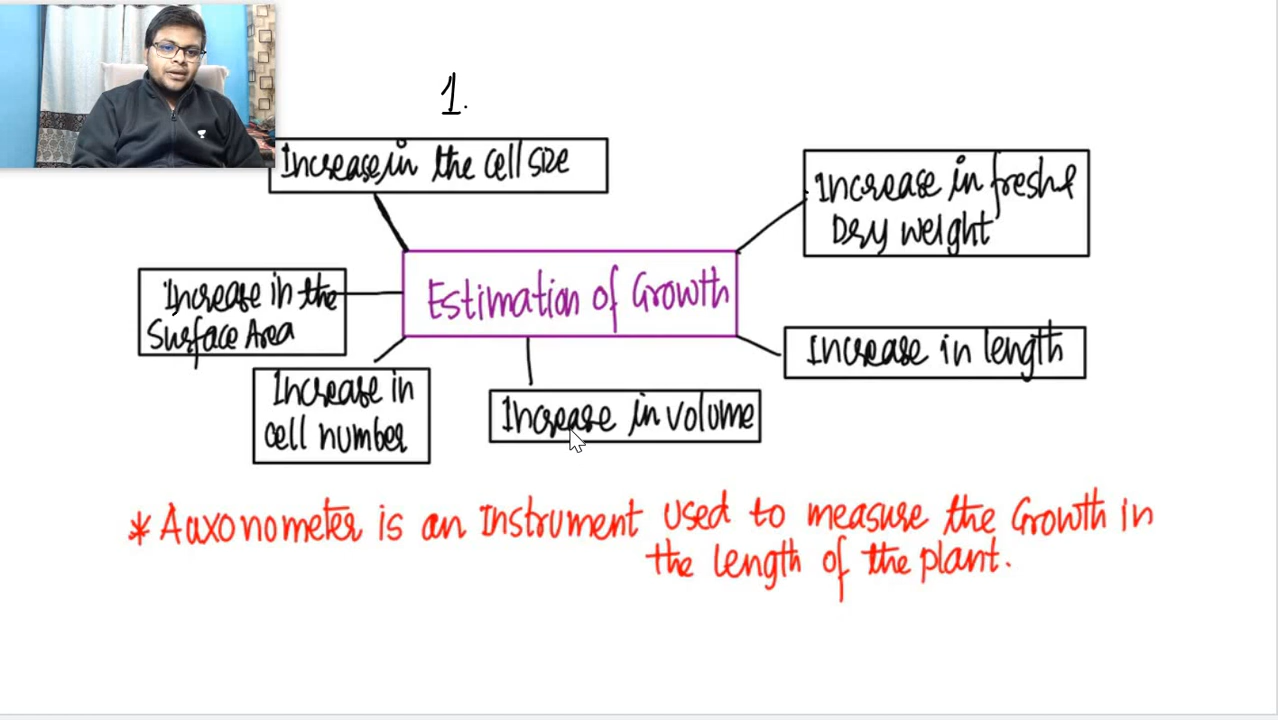 1.
Increase in the cell size
Increase in fresh &
Dry weight
Estimation of Growth
Increase in the
Surface Area
Increase in length
Increase in
cell number
Increase in volume
* Auxonometer is an Instrument used to measure the Growth in
the length of the plant.